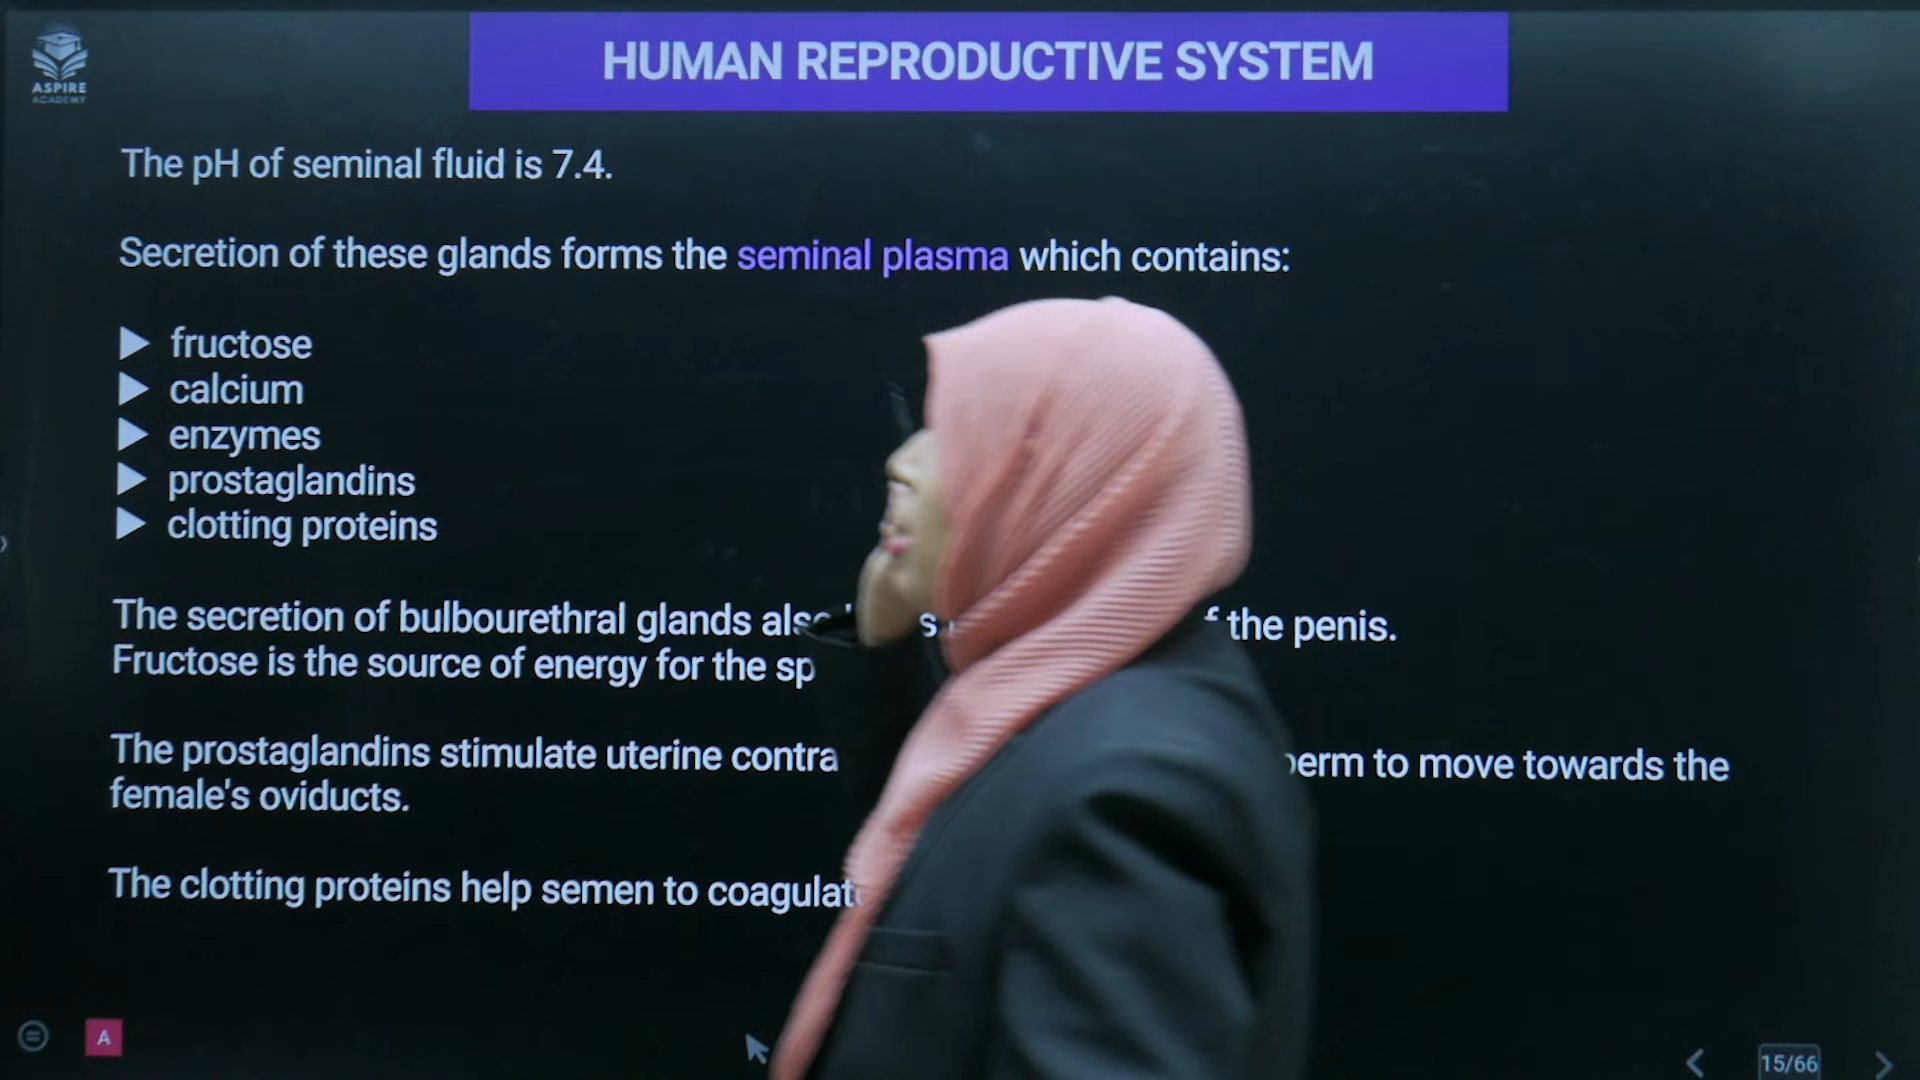 ASPIRE
ACADEMY
HUMAN REPRODUCTIVE SYSTEM
The pH of seminal fluid is 7.4.
Secretion of these glands forms the seminal plasma which contains:
▶ fructose
▶ calcium
▶ enzymes
▶ prostaglandins
▶ clotting proteins
The secretion of bulbourethral glands the penis.
Fructose is the source of energy for the
The prostaglandins stimulate uterine to move towards the
female's oviducts.
The clotting proteins help semen to
A
15/66